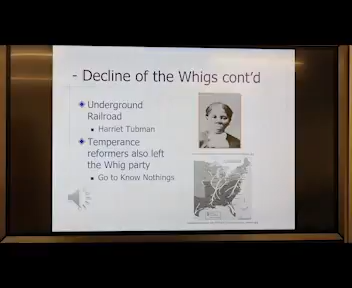 - Decline of the Whigs cont'd
Underground
Railroad
Harriet Tubman
Temperance
reformers also left
the Whig party
Go to Know Nothings